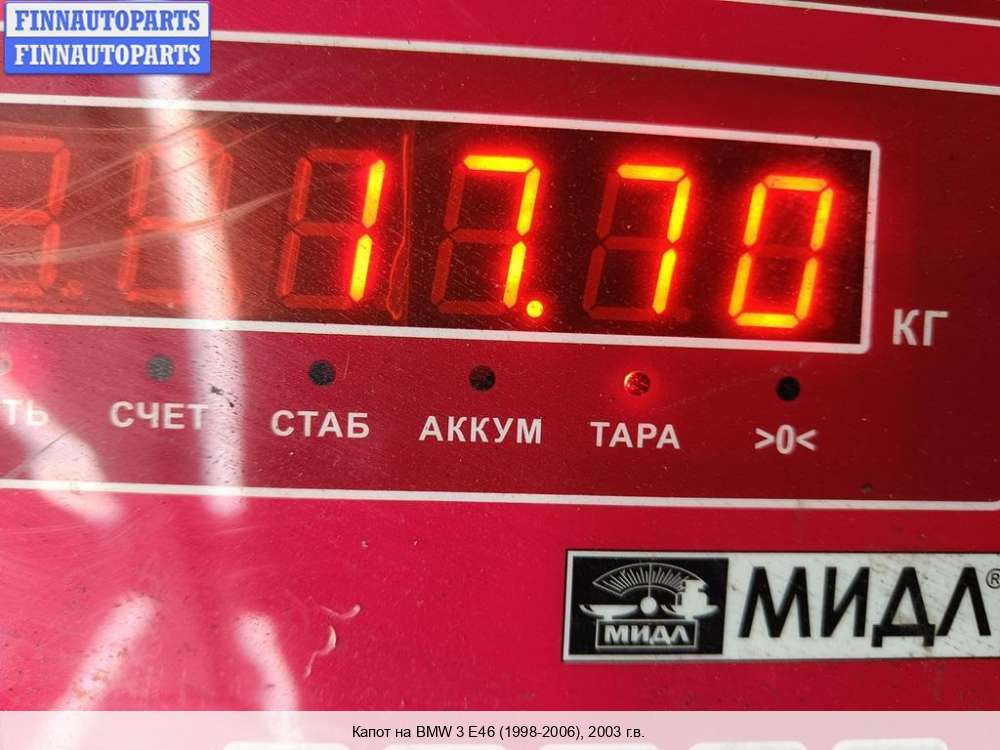 FINNAUTOPARTS
FINNAUTOPARTS
17.70
КГ
ТЬ СЧЕТ СТАБ АККУМ ТАРА >0<
МИДЛ МИДЛ®
Капот на BMW 3 E46 (1998-2006), 2003 г.в.